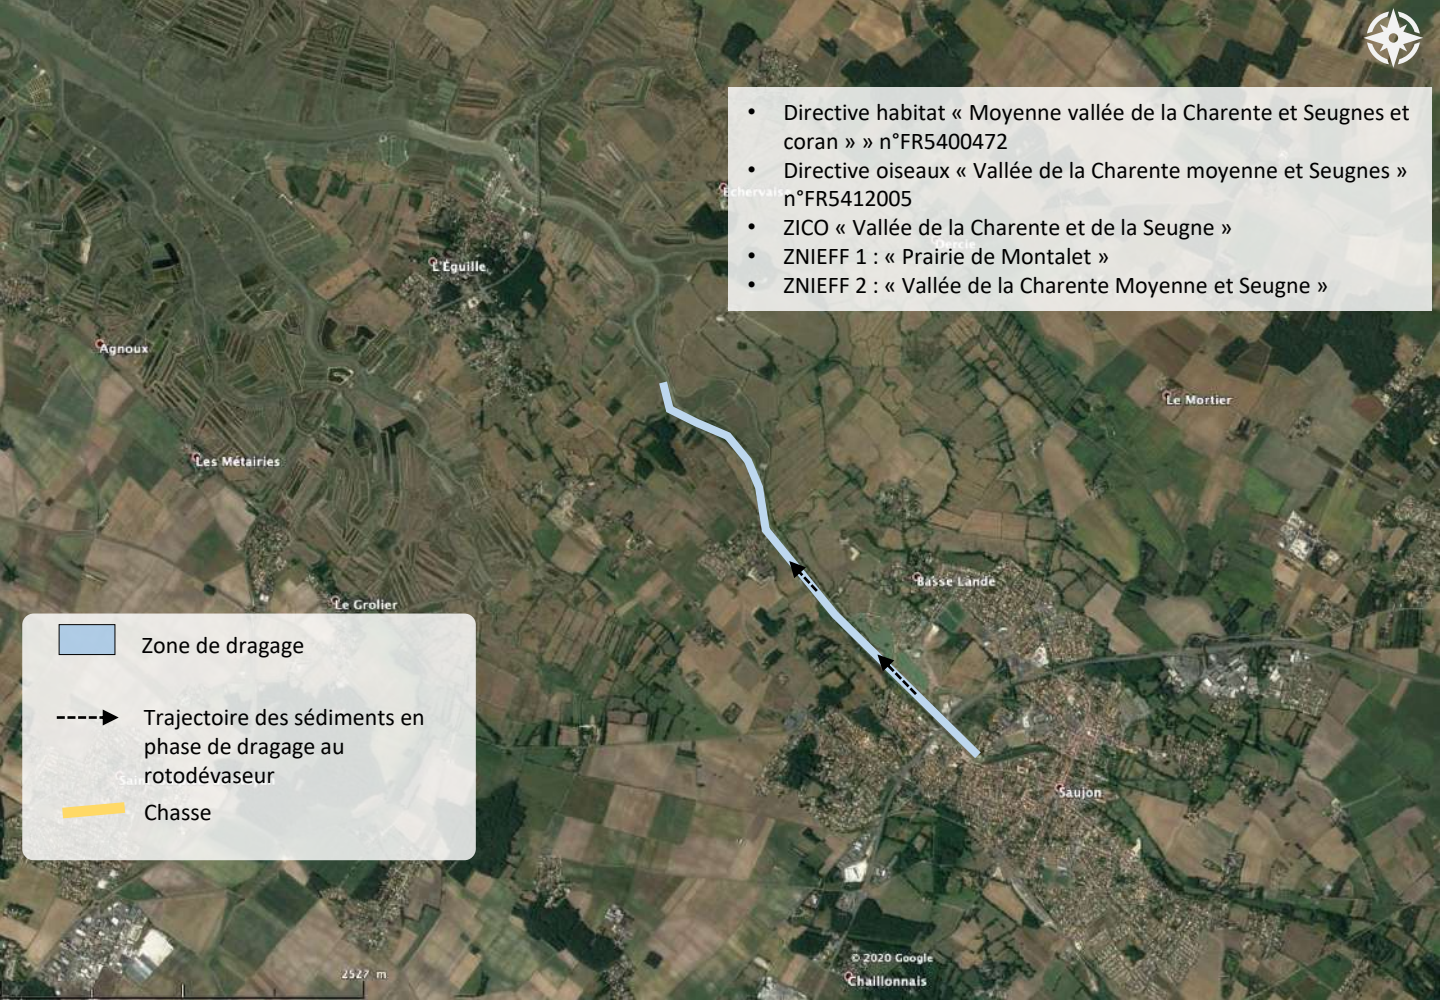 • Directive habitat « Moyenne vallée de la Charente et Seugnes et
coran » » n°FR5400472
• Directive oiseaux « Vallée de la Charente moyenne et Seugnes »
n°FR5412005
• ZICO « Vallée de la Charente et de la Seugne »
• ZNIEFF 1 : « Prairie de Montalet »
• ZNIEFF 2 : « Vallée de la Charente Moyenne et Seugne »
Échervaise
Dercie
L'Éguille
Agnoux
Le Mortier
Les Métairies
Basse Lande
Le Grolier
Zone de dragage
Trajectoire des sédiments en
phase de dragage au
rotodévaseur
Chasse
Saujon
© 2020 Google
2527 m
Chaillonnais